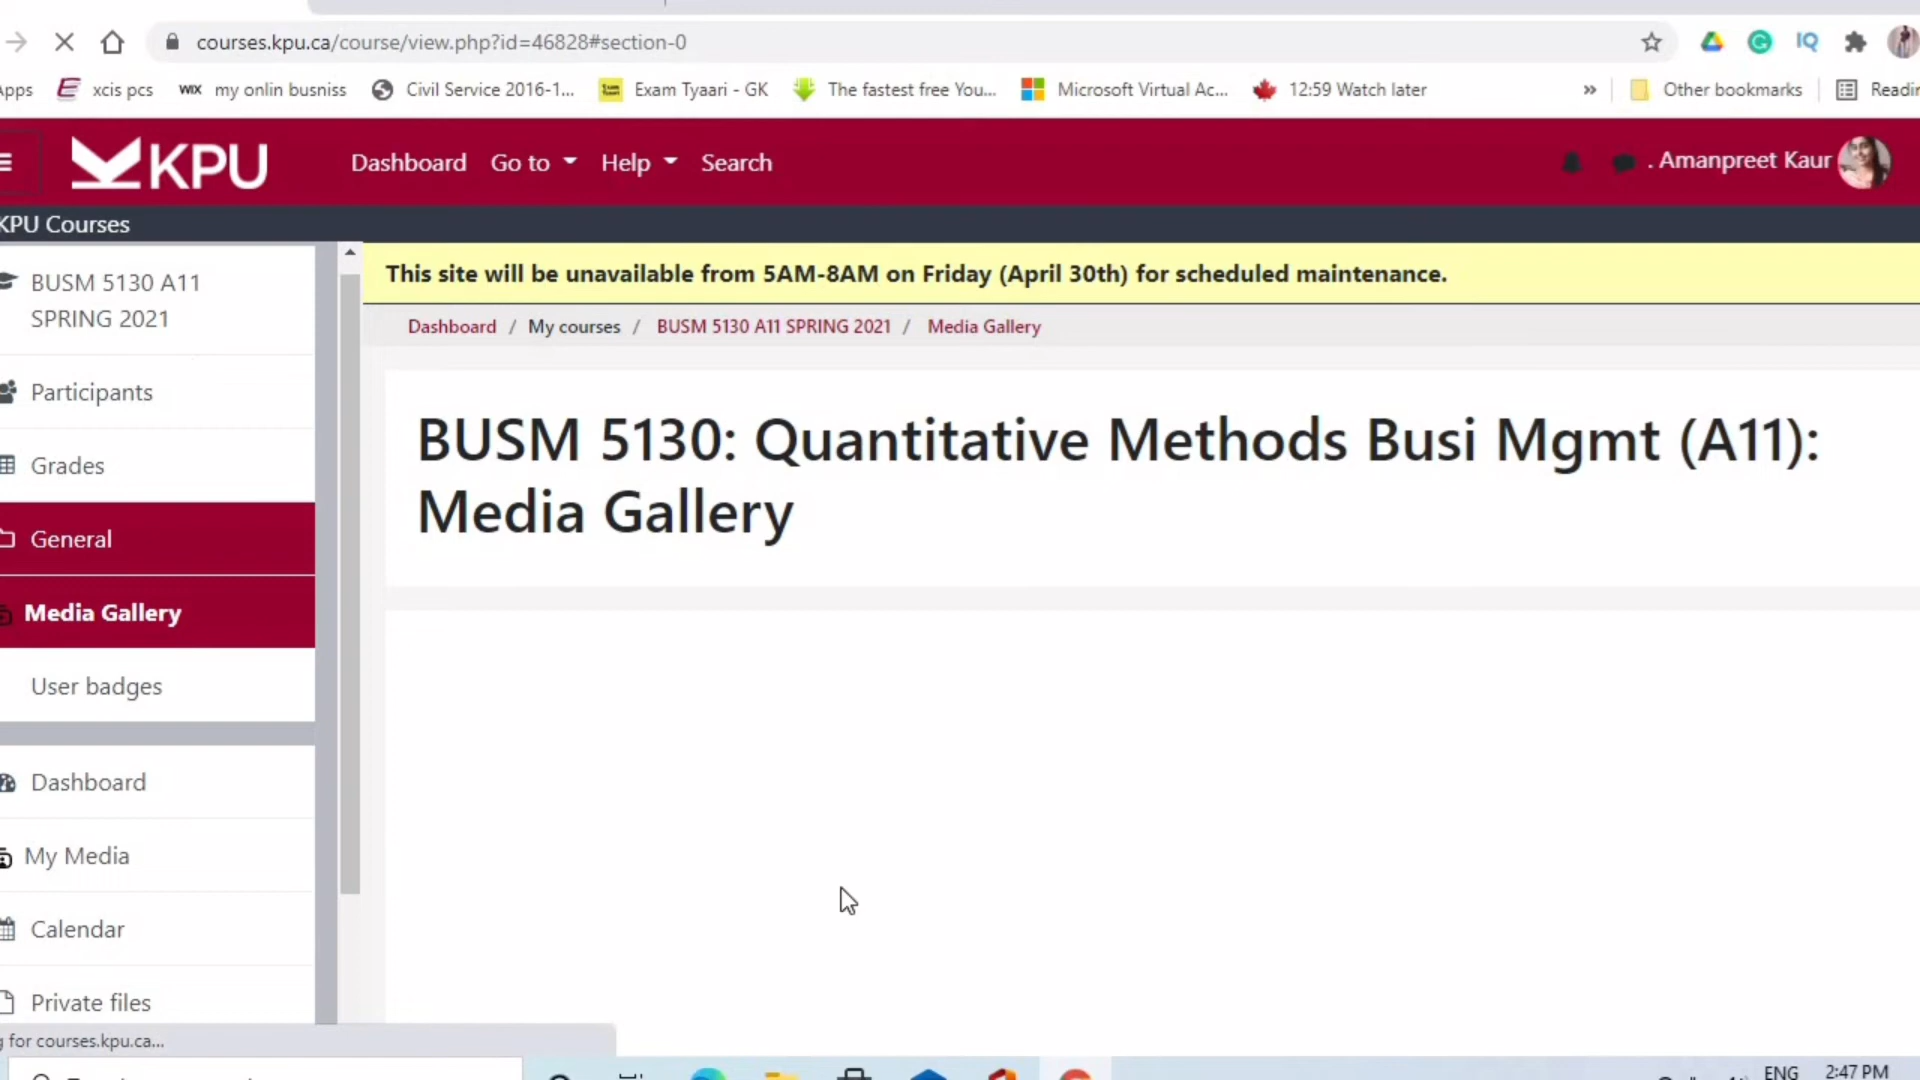 courses.kpu.ca/course/view.php?id=46828#section-0
xcis pcs
WIX my onlin busniss
Civil Service 2016-1...
Exam Tyaari - GK
The fastest free You...
Microsoft Virtual Ac...
12:59 Watch later
»
Other bookmarks
KPU
Dashboard
Go to
Help
Search
. Amanpreet Kaur
KPU Courses
BUSM 5130 A11
SPRING 2021
Participants
Grades
General
Media Gallery
User badges
Dashboard
My Media
Calendar
Private files
This site will be unavailable from 5AM-8AM on Friday (April 30th) for scheduled maintenance.
Dashboard / My courses / BUSM 5130 A11 SPRING 2021 / Media Gallery
BUSM 5130: Quantitative Methods Busi Mgmt (A11):
Media Gallery
for courses.kpu.ca...
ENG
2:47 PM